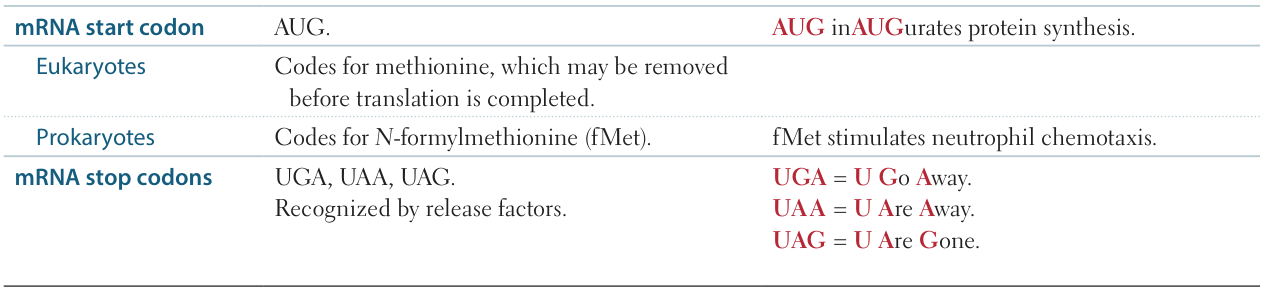 mRNA start codon AUG. AUG inAUGurates protein synthesis.
Eukaryotes Codes for methionine, which may be removed
before translation is completed.
Prokaryotes Codes for N-formylmethionine (fMet). fMet stimulates neutrophil chemotaxis.
mRNA stop codons UGA, UAA, UAG. UGA = U Go Away.
Recognized by release factors. UAA = U Are Away.
UAG = U Are Gone.